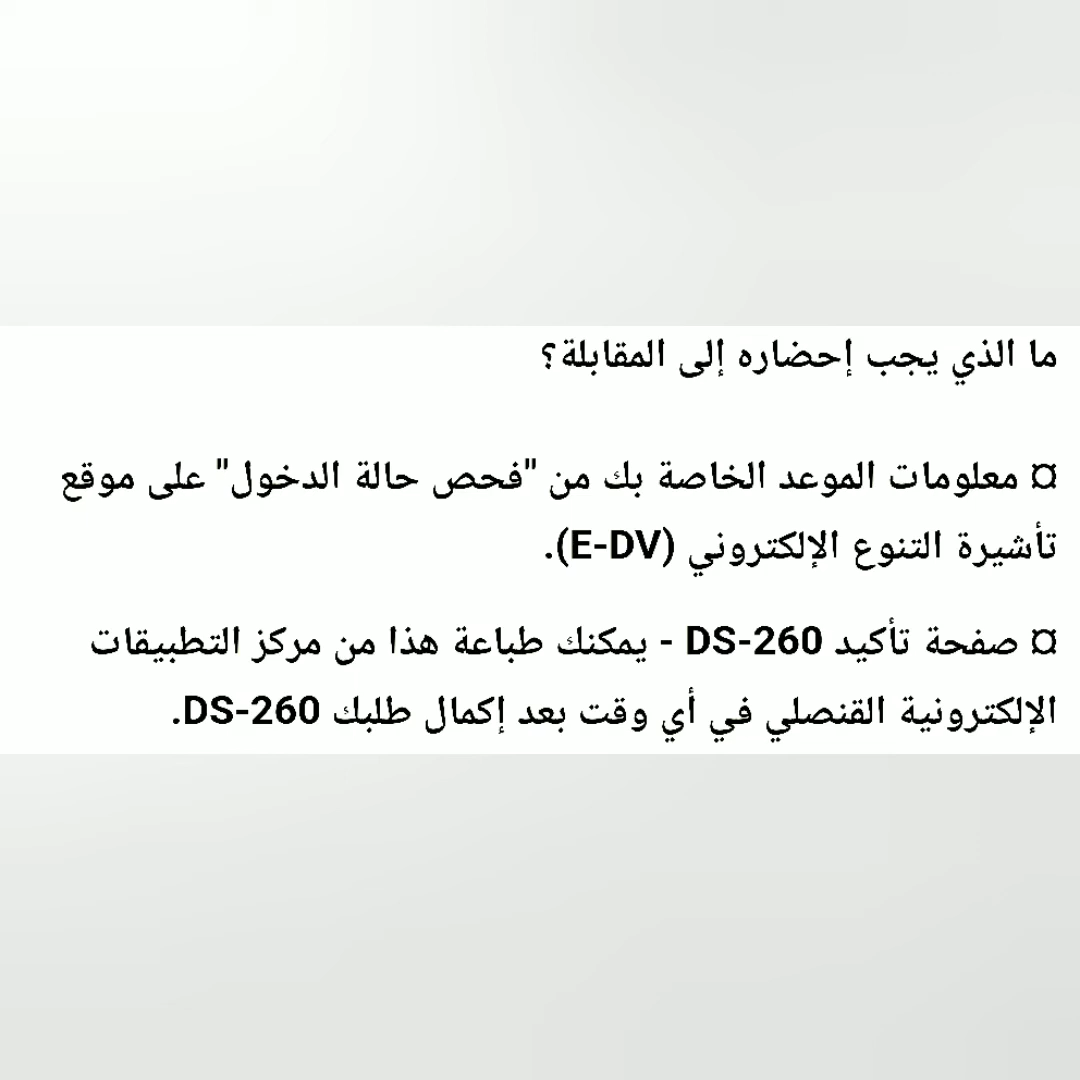 ما الذي يجب إحضاره إلى المقابلة؟
¤ معلومات الموعد الخاصة بك من "فحص حالة الدخول" على موقع
تأشيرة التنوع الإلكتروني (E-DV).
¤ صفحة تأكيد DS-260 - يمكنك طباعة هذا من مركز التطبيقات
الإلكترونية القنصلي في أي وقت بعد إكمال طلبك DS-260.